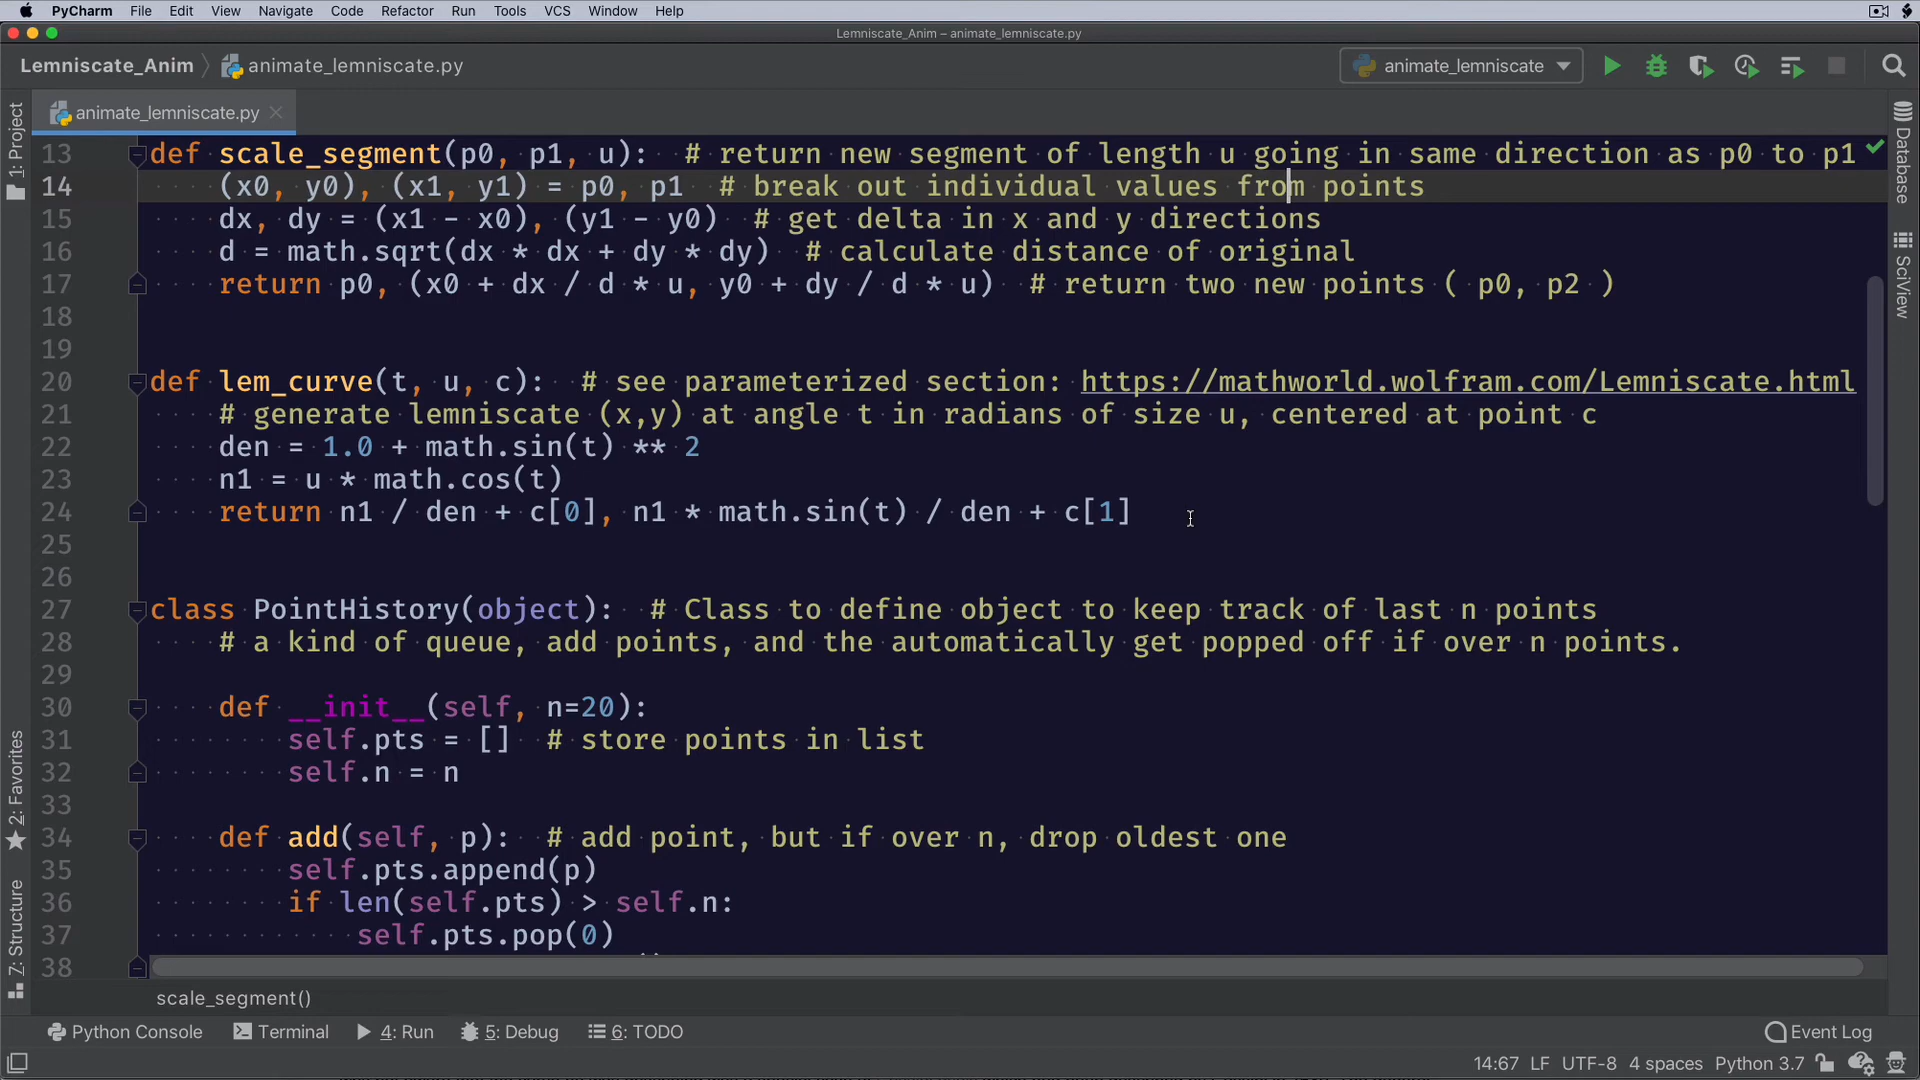 PyCharm File Edit View Navigate Code Refactor Run Tools VCS Window Help
Lemniscate_Anim – animate_lemniscate.py
Lemniscate_Anim animate_lemniscate.py animate_lemniscate
animate_lemniscate.py
1: Project
2: Favorites
7: Structure
Database
SciView
13 def scale_segment(p0, p1, u):  # return new segment of length u going in same direction as p0 to p1
14     (x0, y0), (x1, y1) = p0, p1  # break out individual values from points
15     dx, dy = (x1 - x0), (y1 - y0)  # get delta in x and y directions
16     d = math.sqrt(dx * dx + dy * dy)  # calculate distance of original
17     return p0, (x0 + dx / d * u, y0 + dy / d * u)  # return two new points ( p0, p2 )
18
19
20 def lem_curve(t, u, c):  # see parameterized section: https://mathworld.wolfram.com/Lemniscate.html
21     # generate lemniscate (x,y) at angle t in radians of size u, centered at point c
22     den = 1.0 + math.sin(t) ** 2
23     n1 = u * math.cos(t)
24     return n1 / den + c[0], n1 * math.sin(t) / den + c[1]
25
26
27 class PointHistory(object):  # Class to define object to keep track of last n points
28     # a kind of queue, add points, and the automatically get popped off if over n points.
29
30     def __init__(self, n=20):
31         self.pts = []  # store points in list
32         self.n = n
33
34     def add(self, p):  # add point, but if over n, drop oldest one
35         self.pts.append(p)
36         if len(self.pts) > self.n:
37             self.pts.pop(0)
38
scale_segment()
Python Console Terminal 4: Run 5: Debug 6: TODO Event Log
14:67 LF UTF-8 4 spaces Python 3.7